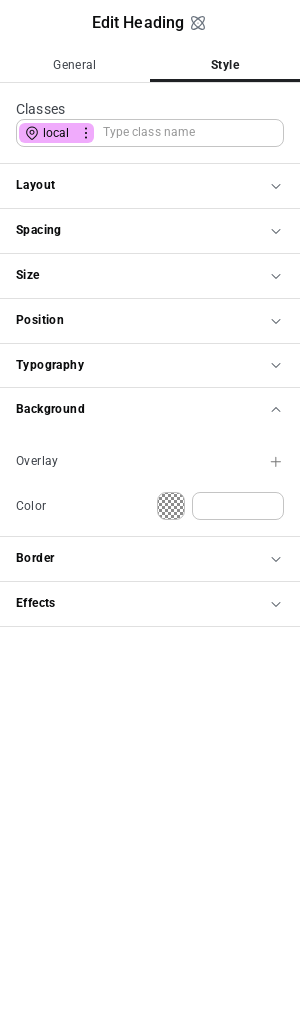 Edit Heading
General
Style
Classes
local
Type class name
Layout
Spacing
Size
Position
Typography
Background
Overlay
Color
Border
Effects